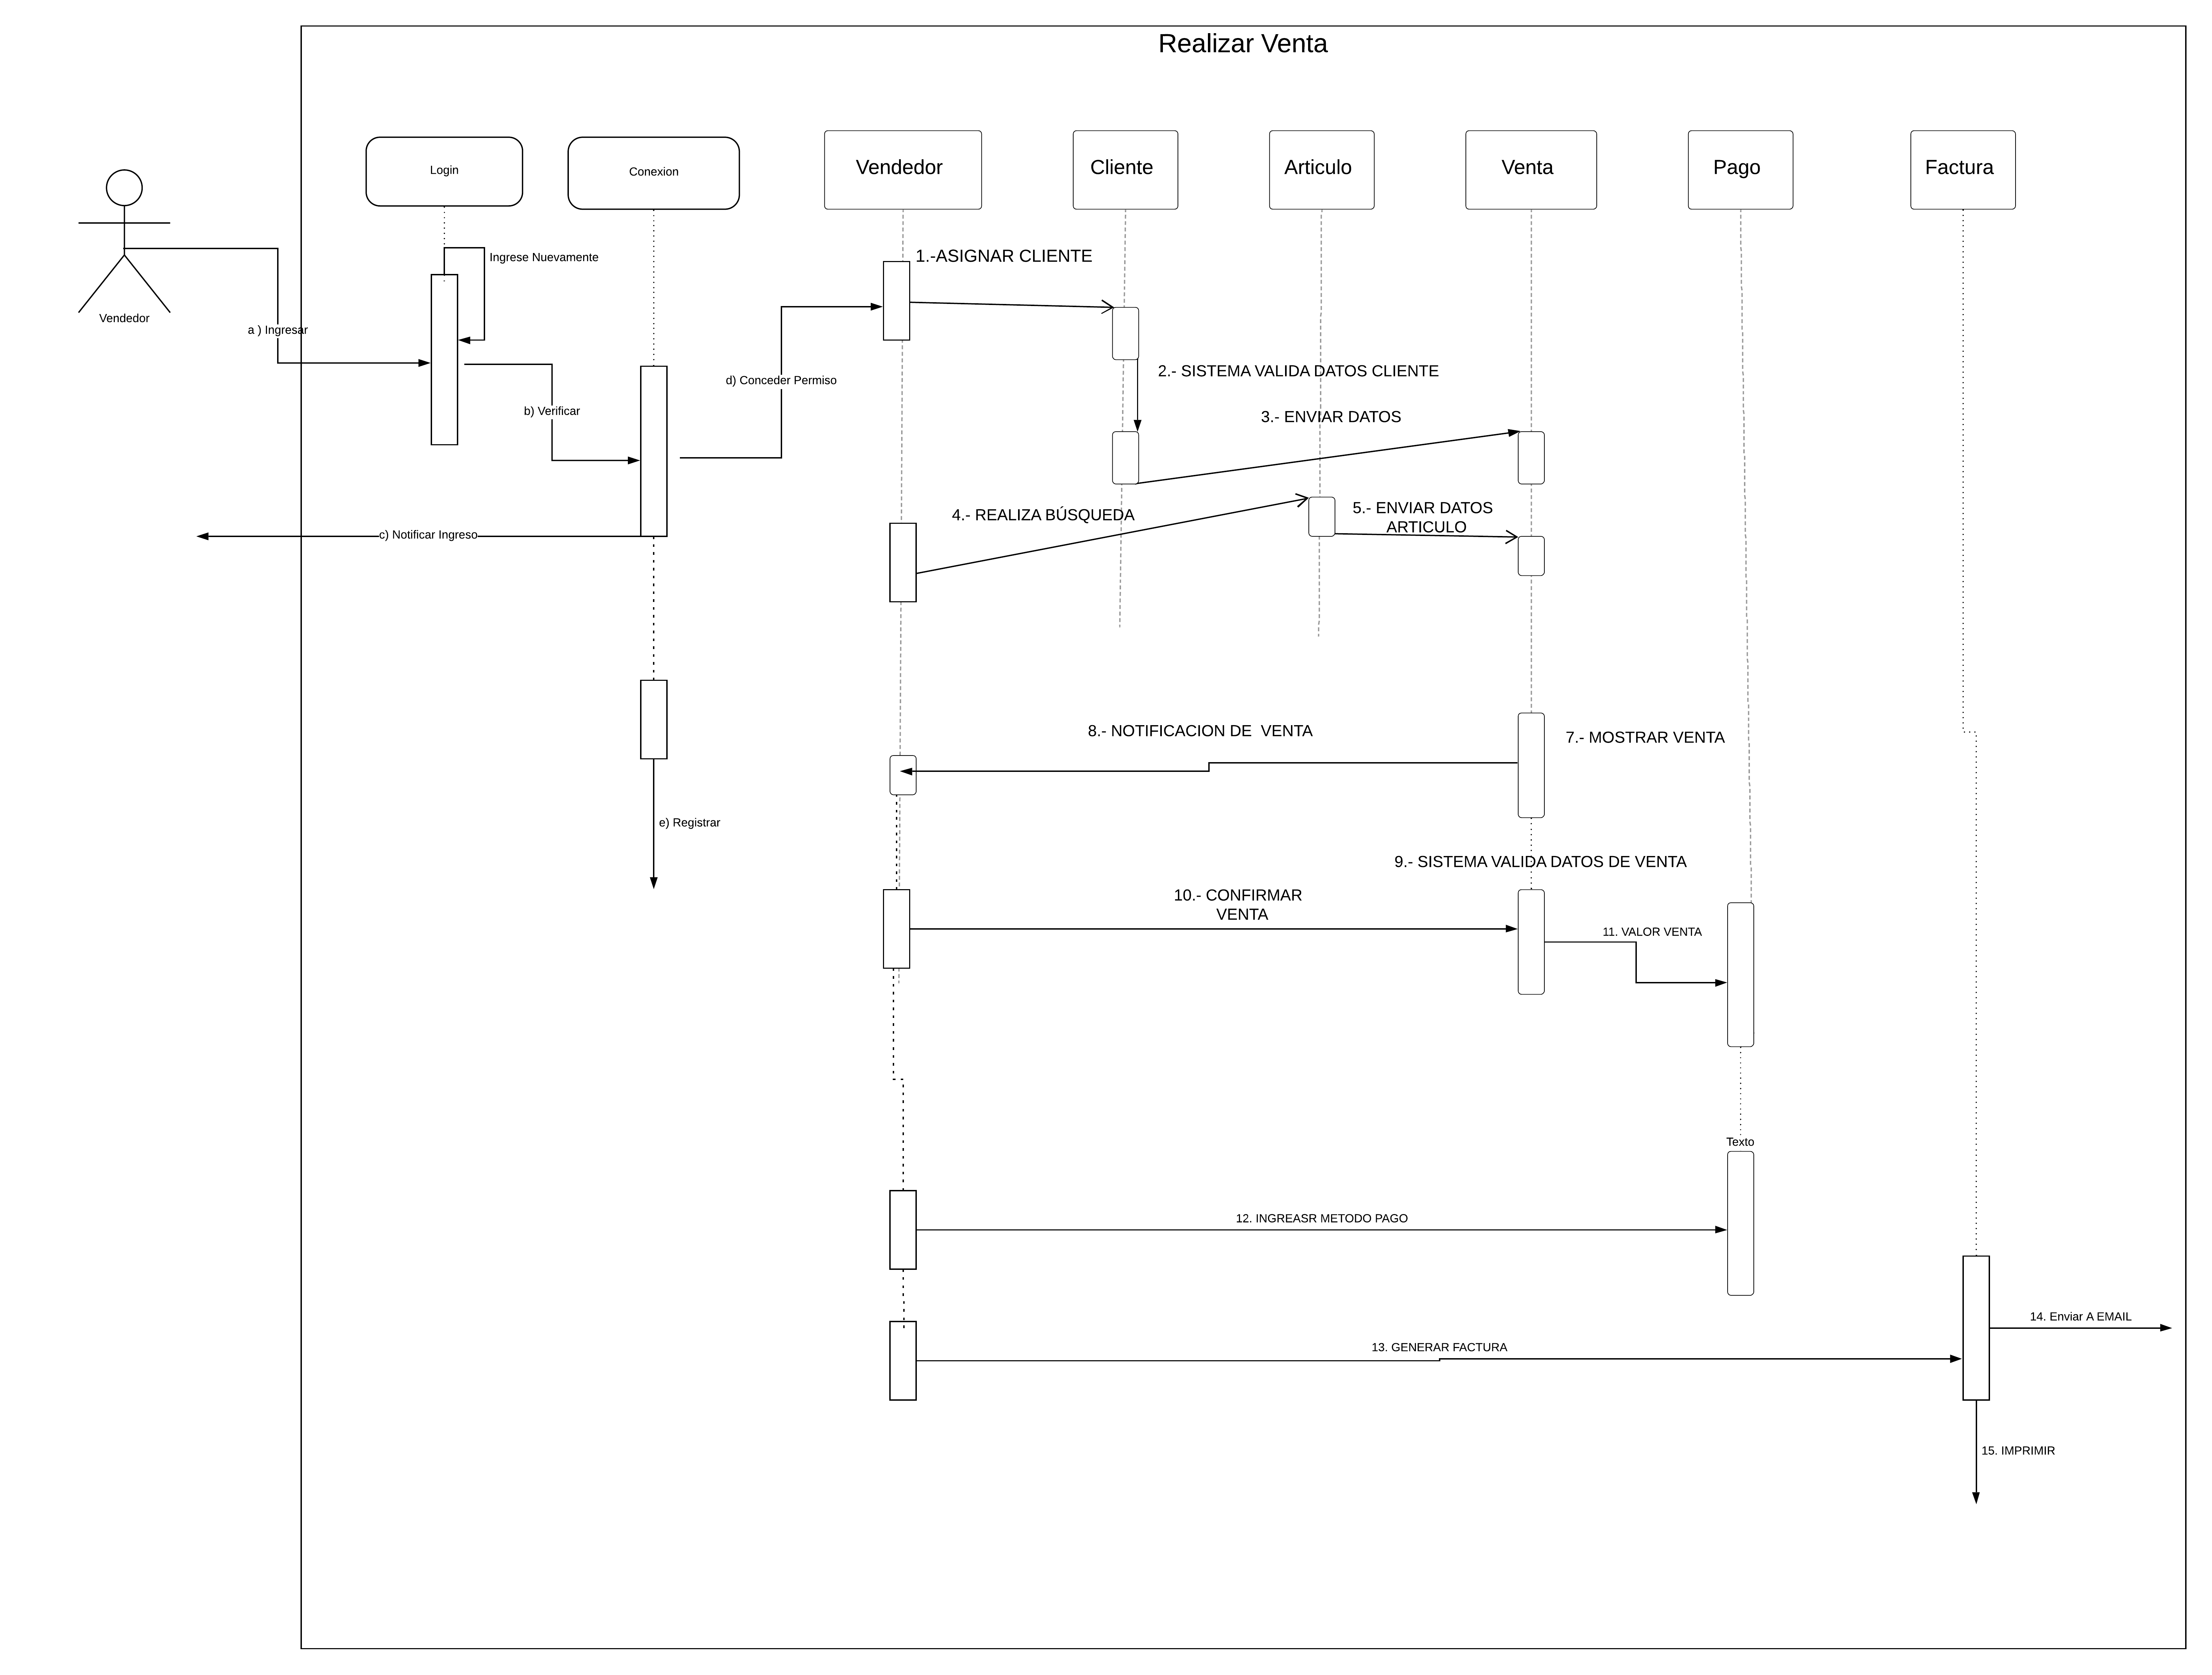 Realizar Venta
Login
Conexion
Vendedor
Cliente
Articulo
Venta
Pago
Factura
Vendedor
Ingrese Nuevamente
1.-ASIGNAR CLIENTE
a ) Ingresar
b) Verificar
d) Conceder Permiso
2.- SISTEMA VALIDA DATOS CLIENTE
3.- ENVIAR DATOS
4.- REALIZA BÚSQUEDA
5.- ENVIAR DATOS
ARTICULO
c) Notificar Ingreso
8.- NOTIFICACION DE  VENTA
7.- MOSTRAR VENTA
e) Registrar
9.- SISTEMA VALIDA DATOS DE VENTA
10.- CONFIRMAR
VENTA
11. VALOR VENTA
Texto
12. INGREASR METODO PAGO
13. GENERAR FACTURA
14. Enviar A EMAIL
15. IMPRIMIR